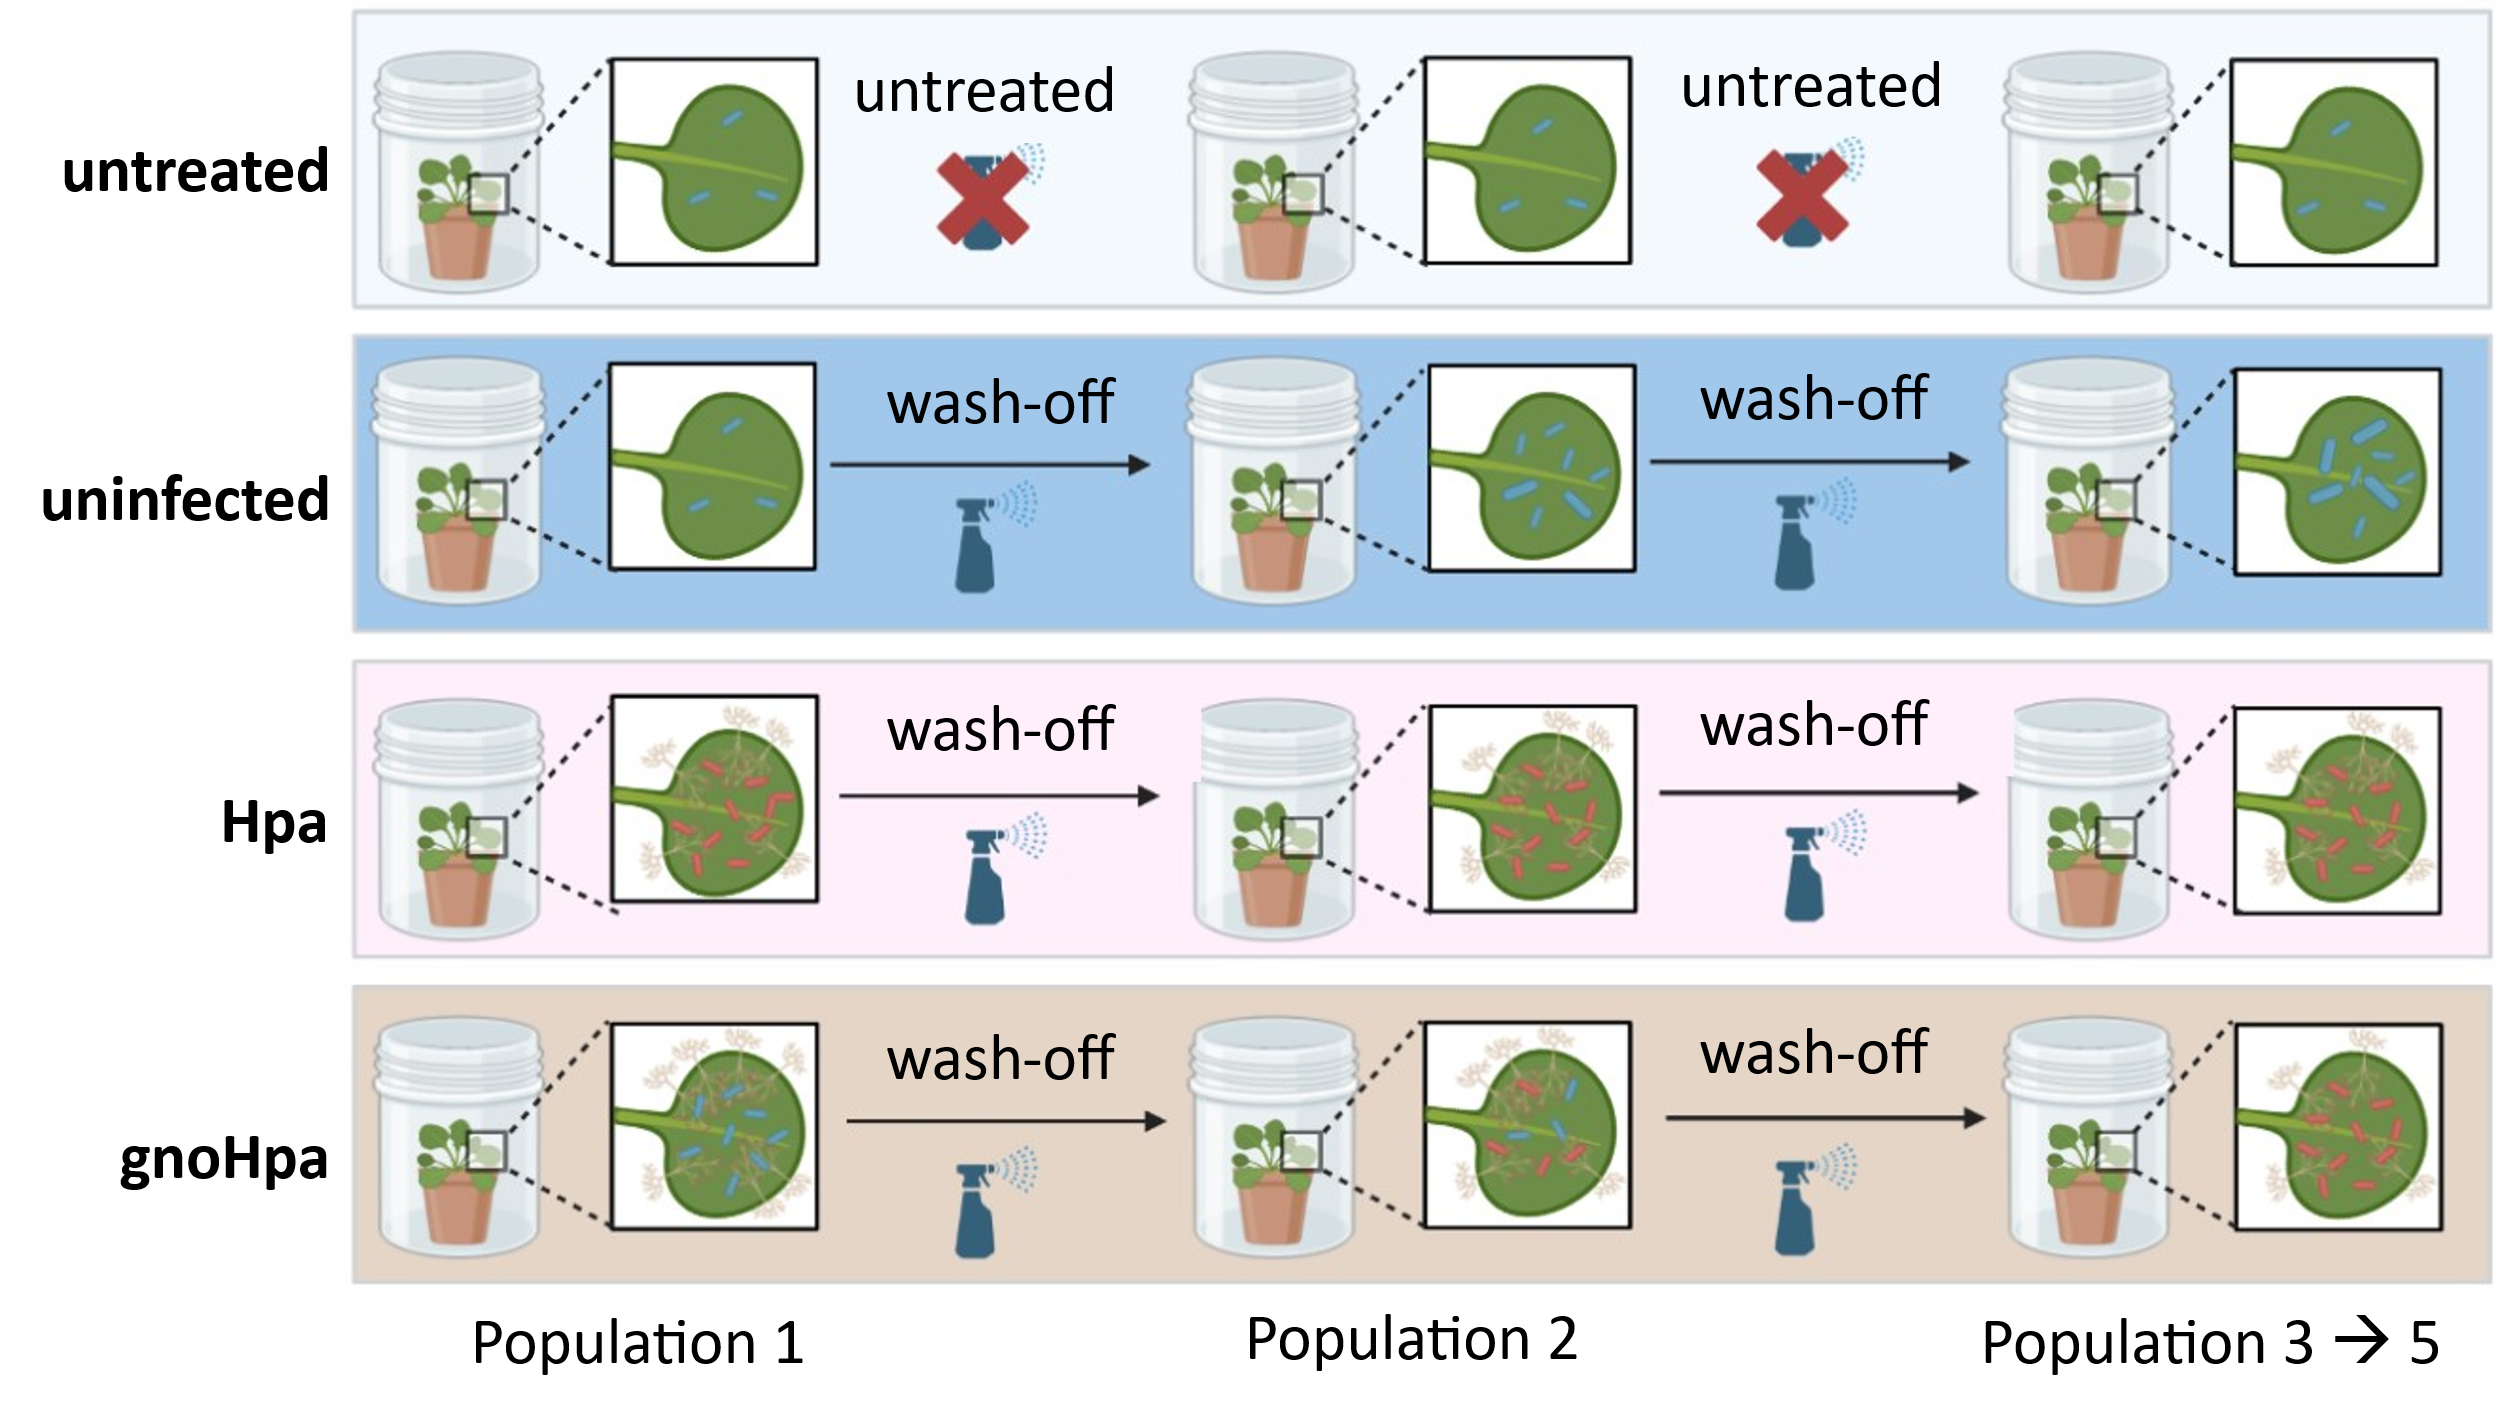 untreated
untreated
untreated
uninfected
wash-off
wash-off
Hpa
wash-off
wash-off
gnoHpa
wash-off
wash-off
Population 1
Population 2
Population 3 → 5